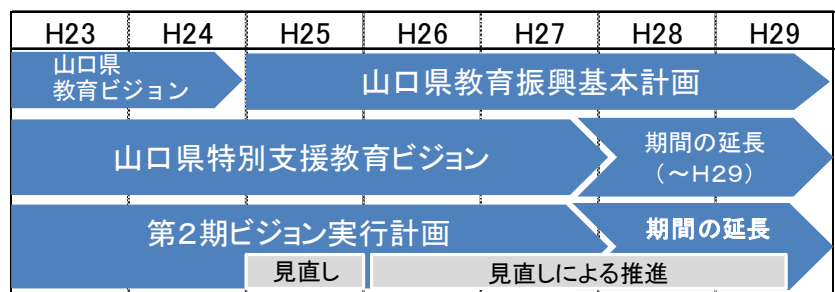 H23 H24 H25 H26 H27 H28 H29
山口県
教育ビジョン
山口県教育振興基本計画
山口県特別支援教育ビジョン
期間の延長
（～H29）
第２期ビジョン実行計画
期間の延長
見直し
見直しによる推進